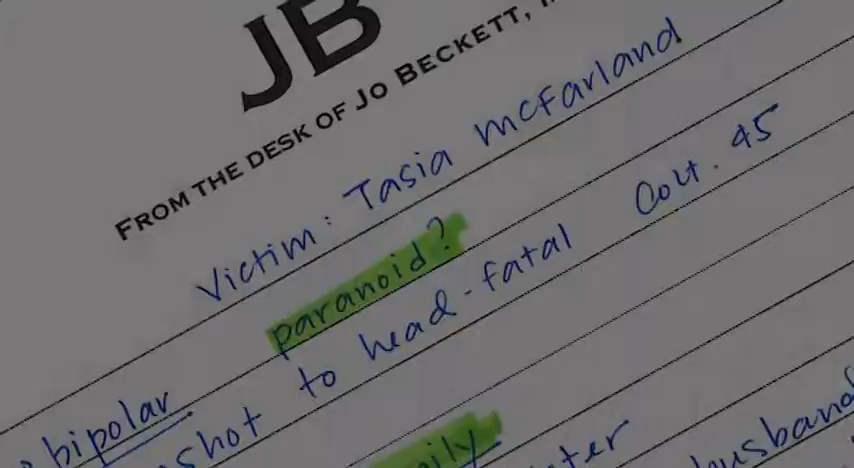 JB
FROM THE DESK OF JO BECKETT,
Victim: Tasia McFarland
paranoid?
bipolar
shot to head - fatal Colt. 45
husband